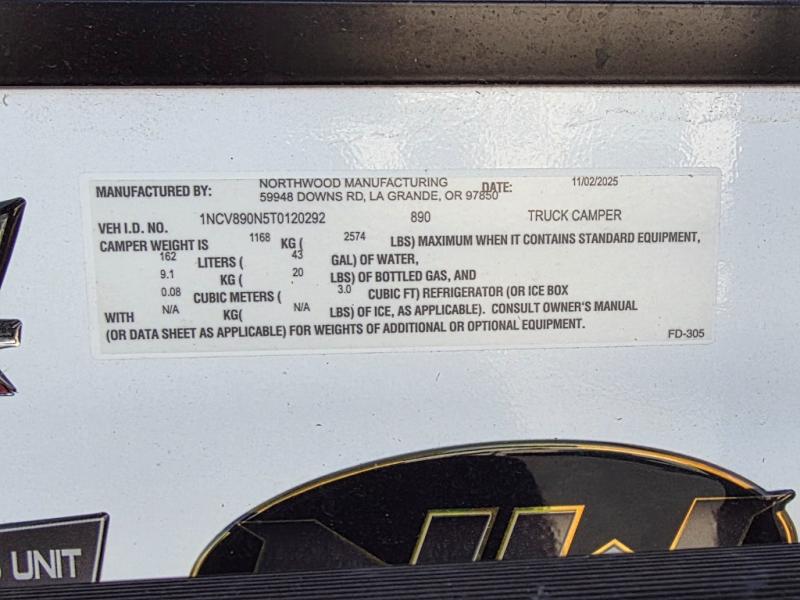 MANUFACTURED BY: NORTHWOOD MANUFACTURING DATE: 11/02/2025
59948 DOWNS RD, LA GRANDE, OR 97850
VEH I.D. NO. 1NCV890N5T0120292 890 TRUCK CAMPER
CAMPER WEIGHT IS 1168 KG ( 2574 LBS) MAXIMUM WHEN IT CONTAINS STANDARD EQUIPMENT,
162 LITERS ( 43 GAL) OF WATER,
9.1 KG ( 20 LBS) OF BOTTLED GAS, AND
0.08 CUBIC METERS ( 3.0 CUBIC FT) REFRIGERATOR (OR ICE BOX
WITH N/A KG( N/A LBS) OF ICE, AS APPLICABLE). CONSULT OWNER'S MANUAL
(OR DATA SHEET AS APPLICABLE) FOR WEIGHTS OF ADDITIONAL OR OPTIONAL EQUIPMENT.
FD-305
UNIT